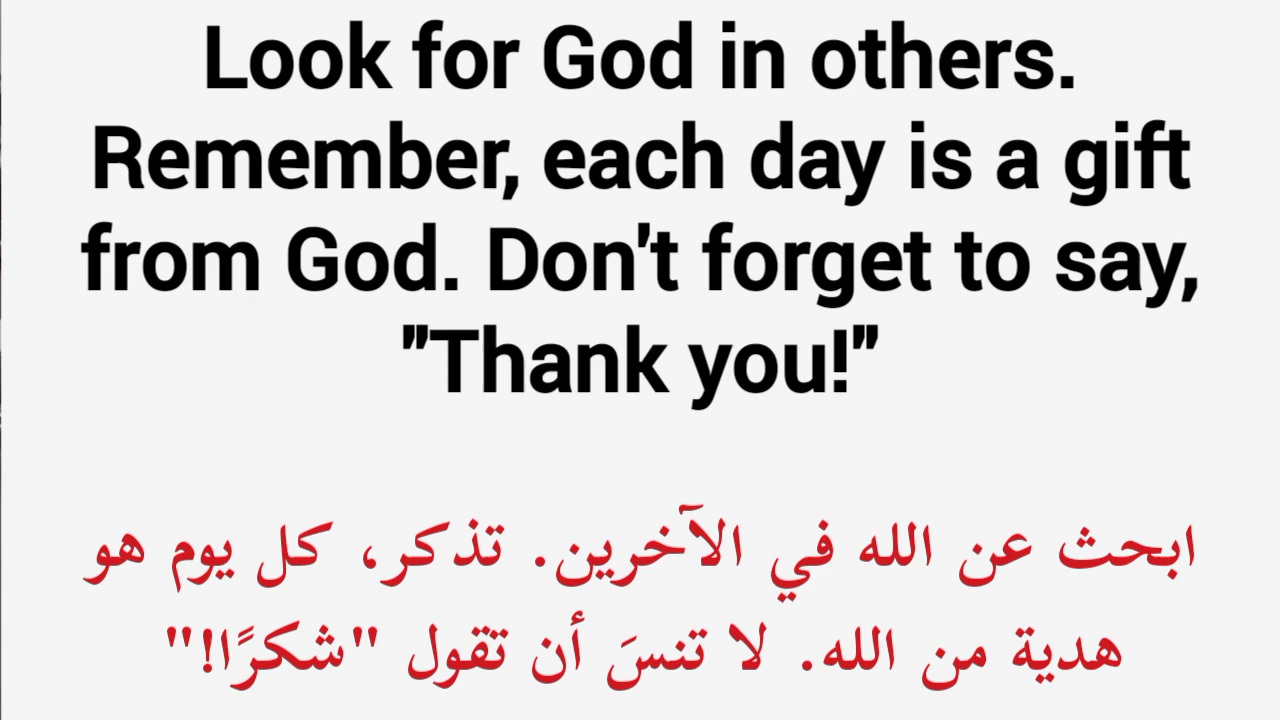 Look for God in others.
Remember, each day is a gift
from God. Don't forget to say,
"Thank you!"
ابحث عن الله في الآخرين. تذكر، كل يوم هو
هدية من الله. لا تنسَ أن تقول "شكرًا!"